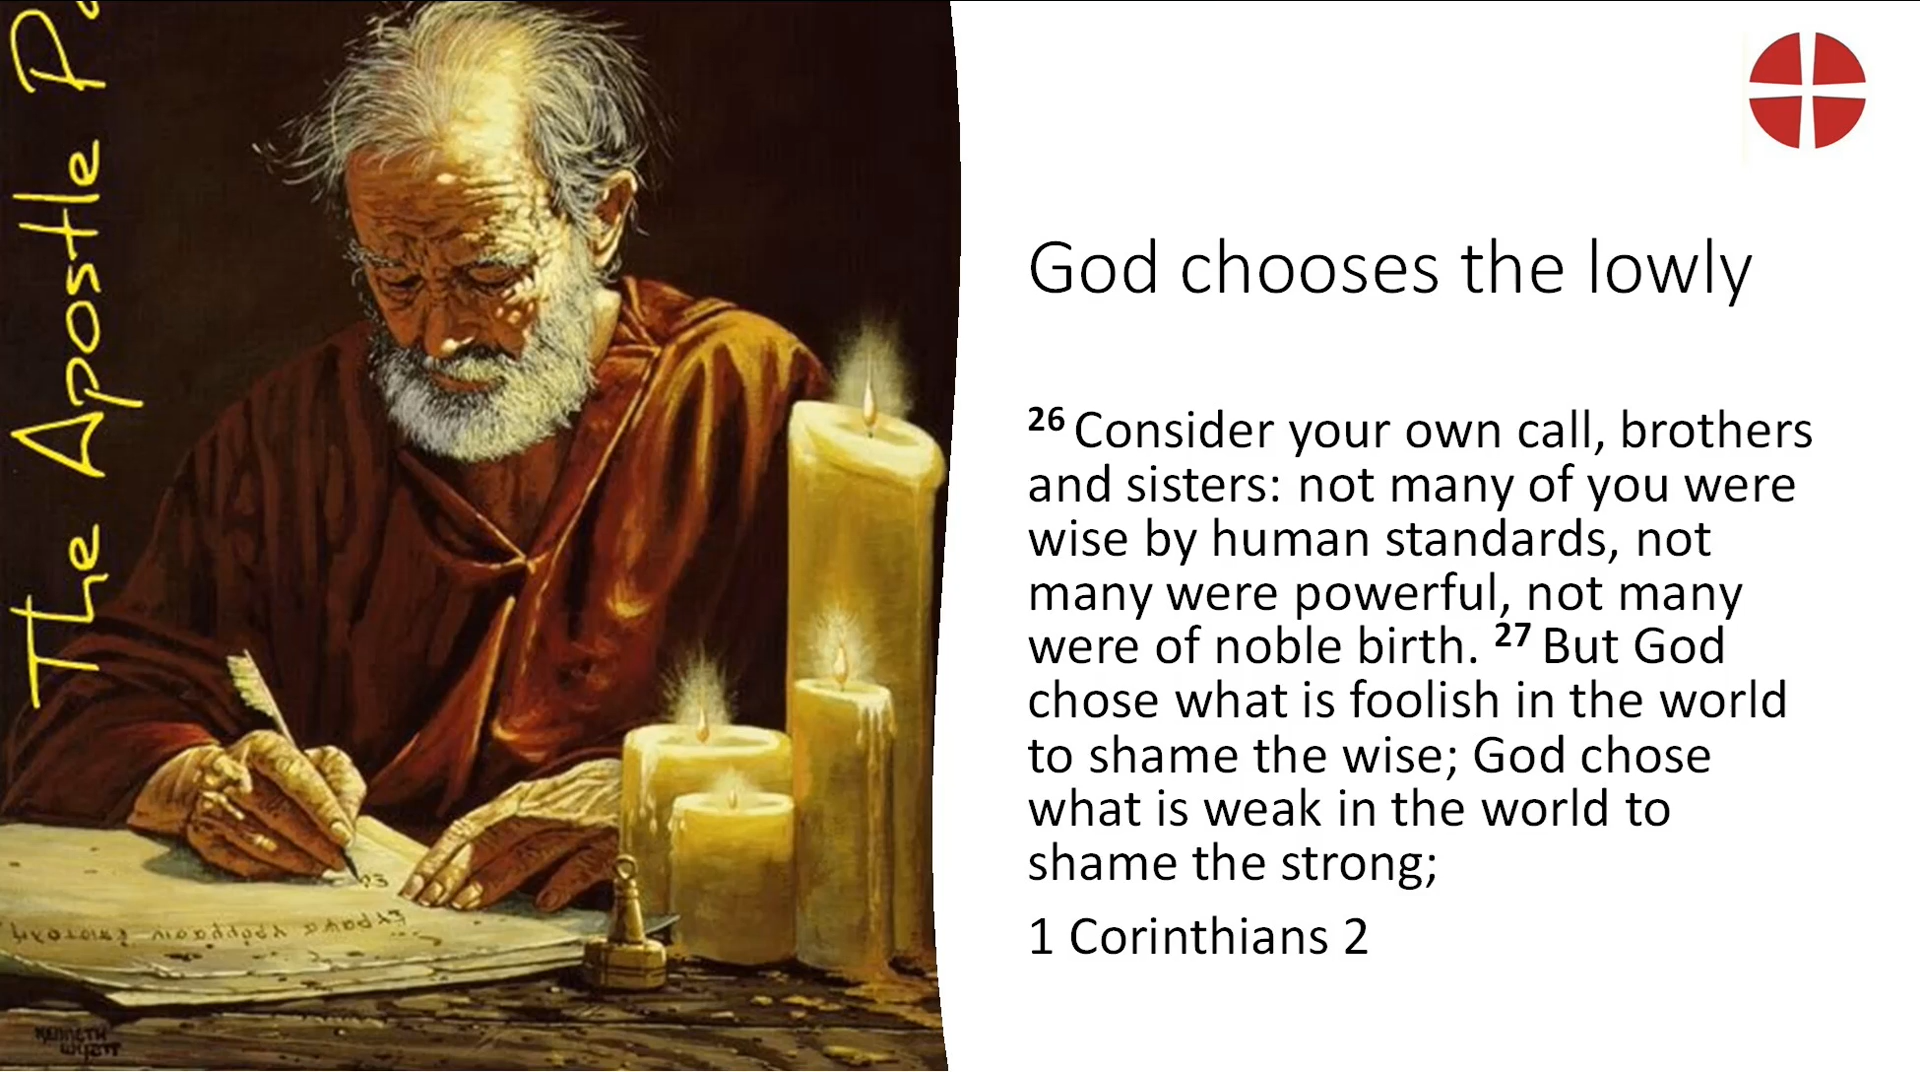 The Apostle Pa
God chooses the lowly
26 Consider your own call, brothers
and sisters: not many of you were
wise by human standards, not
many were powerful, not many
were of noble birth. 27 But God
chose what is foolish in the world
to shame the wise; God chose
what is weak in the world to
shame the strong;
1 Corinthians 2
KENNETH
WYATT